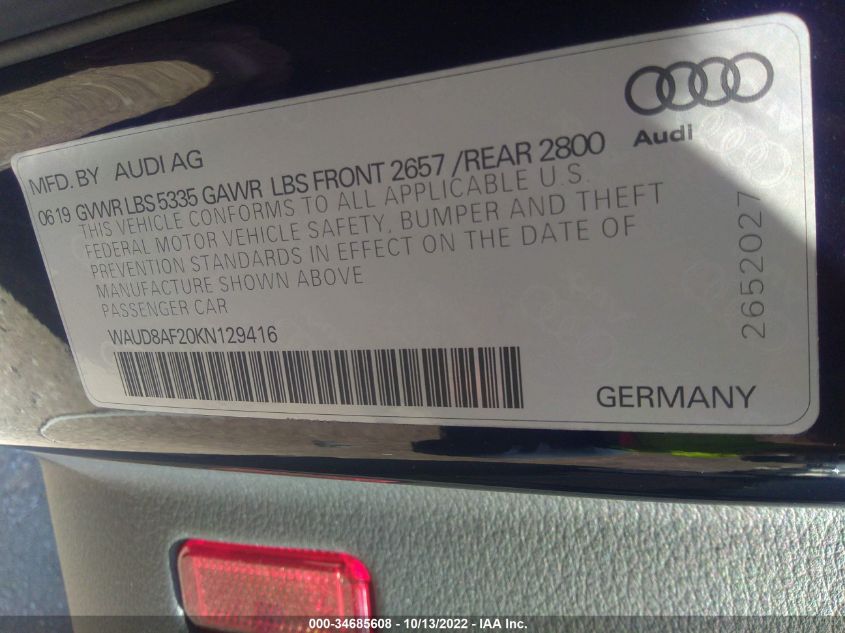 Audi
MFD. BY AUDI AG
0619 GVWR LBS 5335 GAWR LBS FRONT 2657 /REAR 2800
THIS VEHICLE CONFORMS TO ALL APPLICABLE U.S.
FEDERAL MOTOR VEHICLE SAFETY, BUMPER AND THEFT
PREVENTION STANDARDS IN EFFECT ON THE DATE OF
MANUFACTURE SHOWN ABOVE
PASSENGER CAR
WAUD8AF20KN129416
GERMANY
2652027
000-34685608 - 10/13/2022 - IAA Inc.